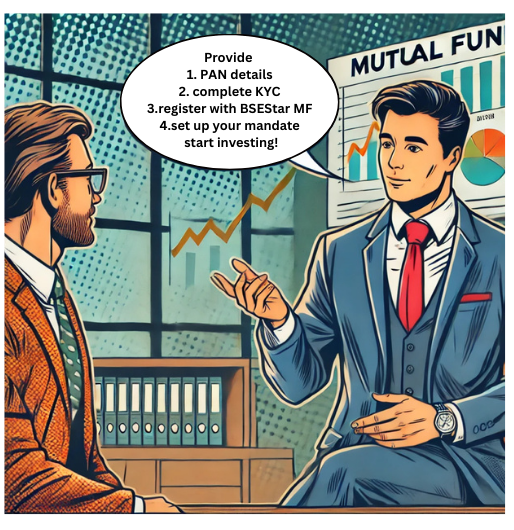 MUTUAL FUN
Provide
1. PAN details
2. complete KYC
3.register with BSEStar MF
4.set up your mandate
start investing!